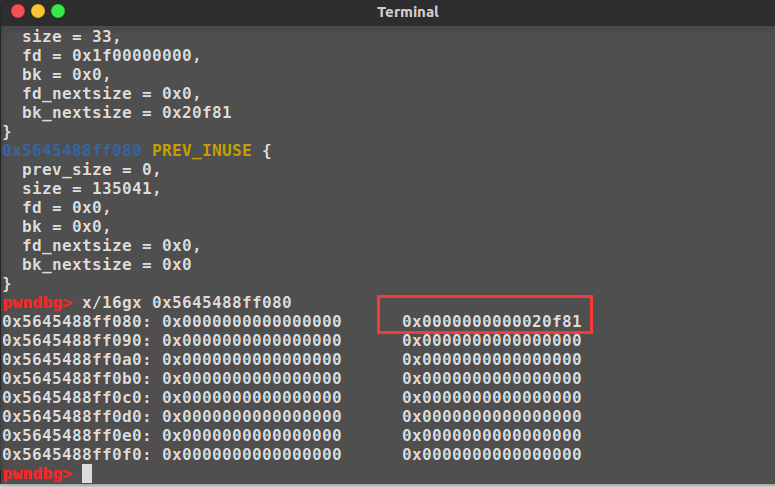 Terminal
size = 33,
fd = 0x1f00000000,
bk = 0x0,
fd_nextsize = 0x0,
bk_nextsize = 0x20f81
}
0x5645488ff080 PREV_INUSE {
prev_size = 0,
size = 135041,
fd = 0x0,
bk = 0x0,
fd_nextsize = 0x0,
bk_nextsize = 0x0
}
pwndbg> x/16gx 0x5645488ff080
0x5645488ff080: 0x0000000000000000 0x0000000000020f81
0x5645488ff090: 0x0000000000000000 0x0000000000000000
0x5645488ff0a0: 0x0000000000000000 0x0000000000000000
0x5645488ff0b0: 0x0000000000000000 0x0000000000000000
0x5645488ff0c0: 0x0000000000000000 0x0000000000000000
0x5645488ff0d0: 0x0000000000000000 0x0000000000000000
0x5645488ff0e0: 0x0000000000000000 0x0000000000000000
0x5645488ff0f0: 0x0000000000000000 0x0000000000000000
pwndbg>